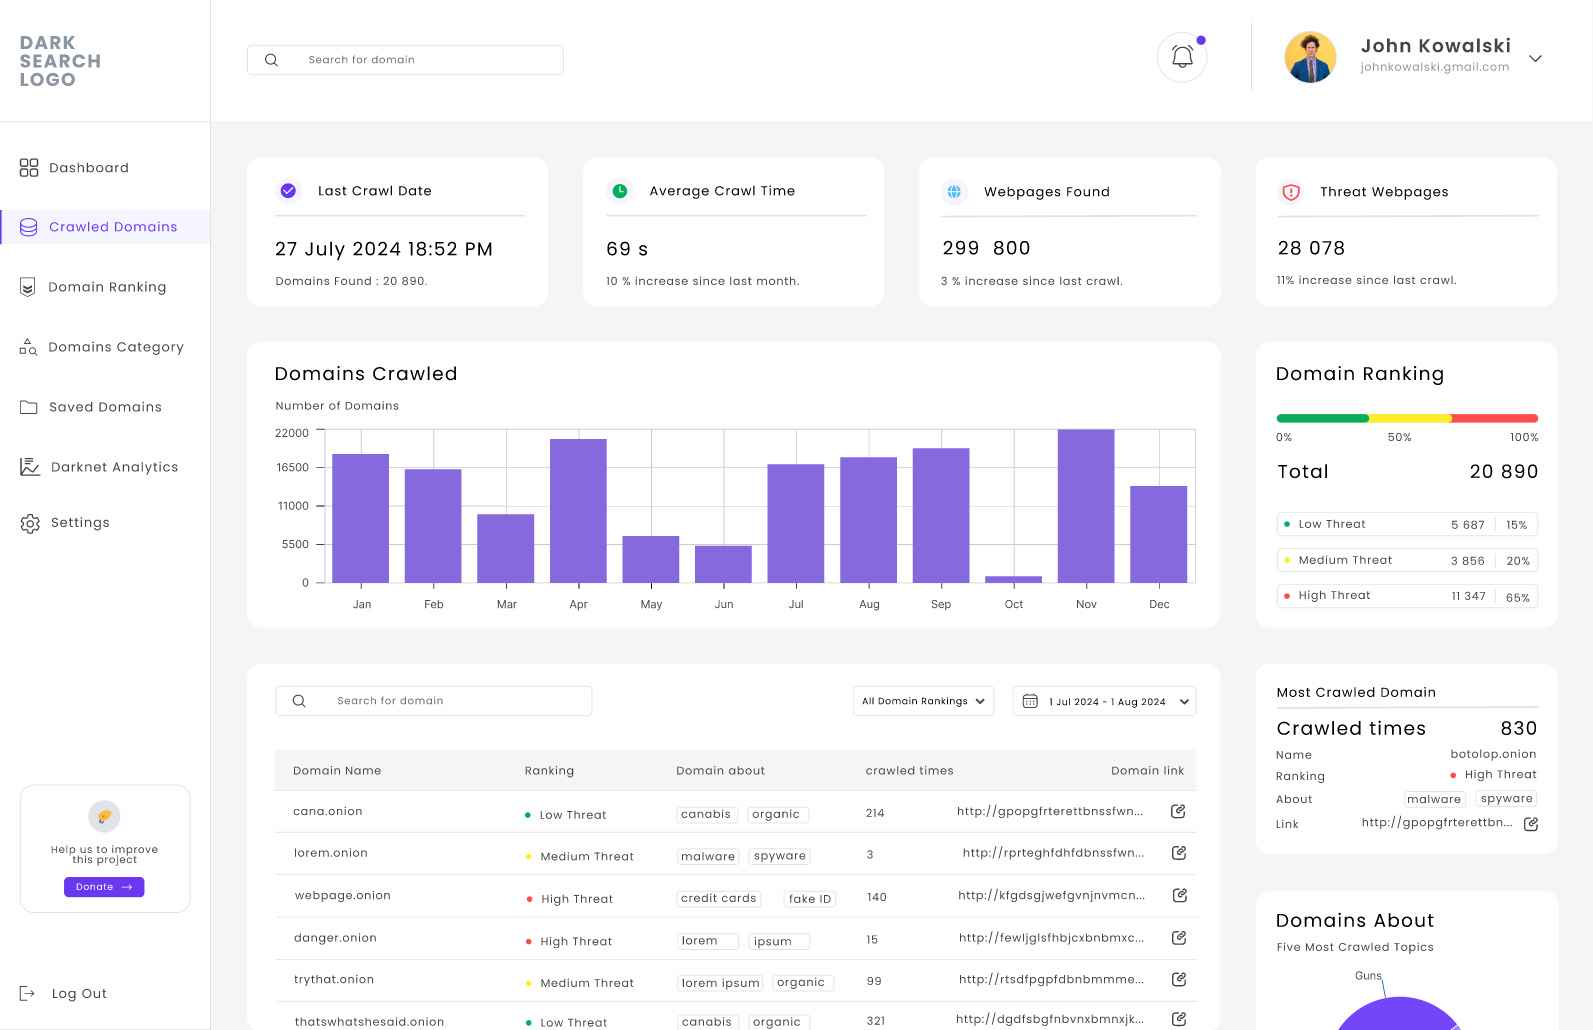 DARK
SEARCH
LOGO
Search for domain
John Kowalski
johnkowalski.gmail.com
Dashboard
Crawled Domains
Domain Ranking
Domains Category
Saved Domains
Darknet Analytics
Settings
Help us to improve
this project
Donate
Log Out
Last Crawl Date
27 July 2024 18:52 PM
Domains Found : 20 890.
Average Crawl Time
69 s
10 % increase since last month.
Webpages Found
299 800
3 % increase since last crawl.
Threat Webpages
28 078
11% increase since last crawl.
Domains Crawled
Number of Domains
22000
16500
11000
5500
0
Jan Feb Mar Apr May Jun Jul Aug Sep Oct Nov Dec
Domain Ranking
0% 50% 100%
Total 20 890
Low Threat 5 687 15%
Medium Threat 3 856 20%
High Threat 11 347 65%
Search for domain
All Domain Rankings
1 Jul 2024 - 1 Aug 2024
Domain Name Ranking Domain about crawled times Domain link
cana.onion Low Threat canabis organic 214 http://gpopgfrterettbnssfwn...
lorem.onion Medium Threat malware spyware 3 http://rprteghfdhfdbnssfwn...
webpage.onion High Threat credit cards fake ID 140 http://kfgdsgjwefgvnjnvmcn...
danger.onion High Threat lorem ipsum 15 http://fewljglsfhbjcxbnbmxc...
trythat.onion Medium Threat lorem ipsum organic 99 http://rtsdfpgpfdbnbmmme...
thatswhatshesaid.onion Low Threat canabis organic 321 http://dgdfsbgfnbvnxbmnxjk...
Most Crawled Domain
Crawled times 830
Name botolop.onion
Ranking High Threat
About malware spyware
Link http://gpopgfrterettbn...
Domains About
Five Most Crawled Topics
Guns